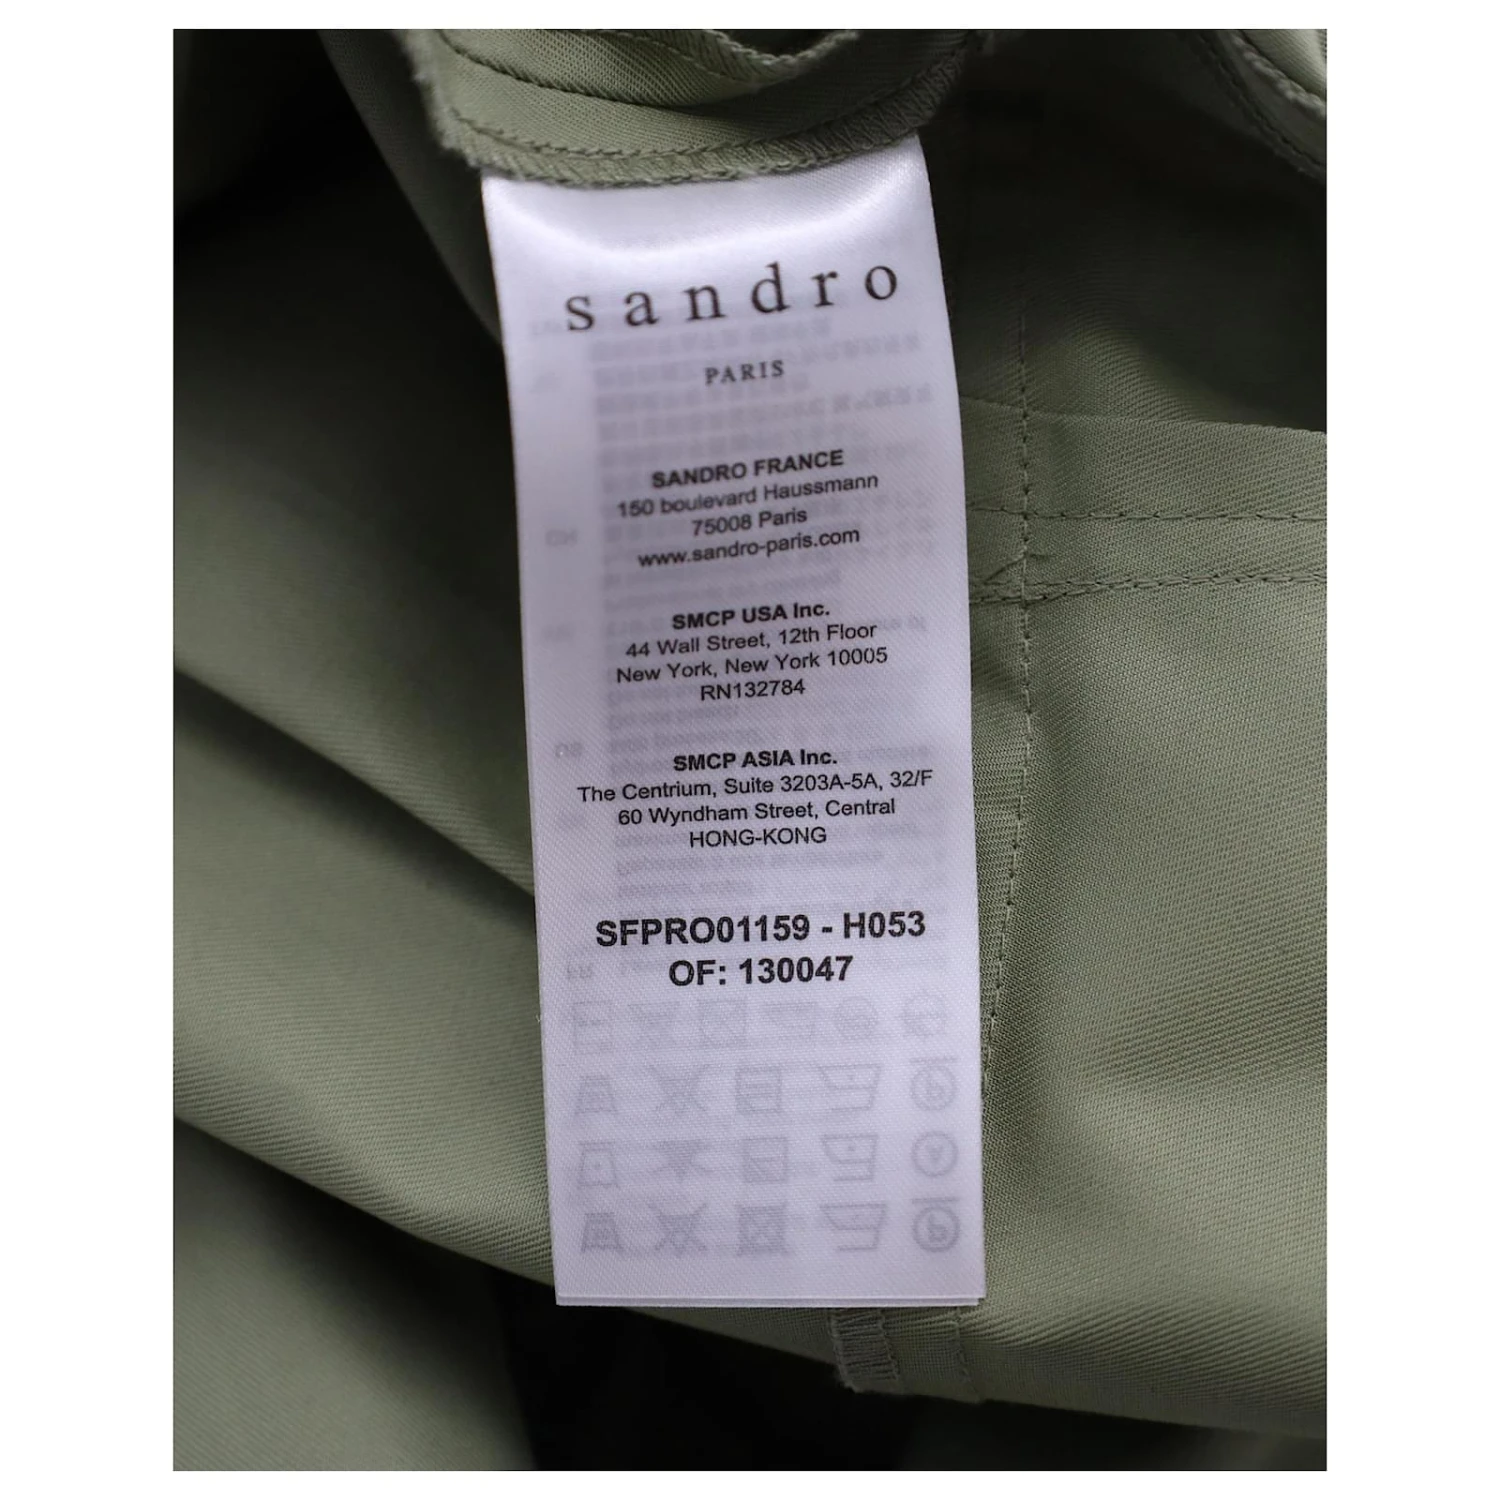 sandro
PARIS
SANDRO FRANCE
150 boulevard Haussmann
75008 Paris
www.sandro-paris.com
SMCP USA Inc.
44 Wall Street, 12th Floor
New York, New York 10005
RN132784
SMCP ASIA Inc.
The Centrium, Suite 3203A-5A, 32/F
60 Wyndham Street, Central
HONG-KONG
SFPRO01159 - H053
OF: 130047